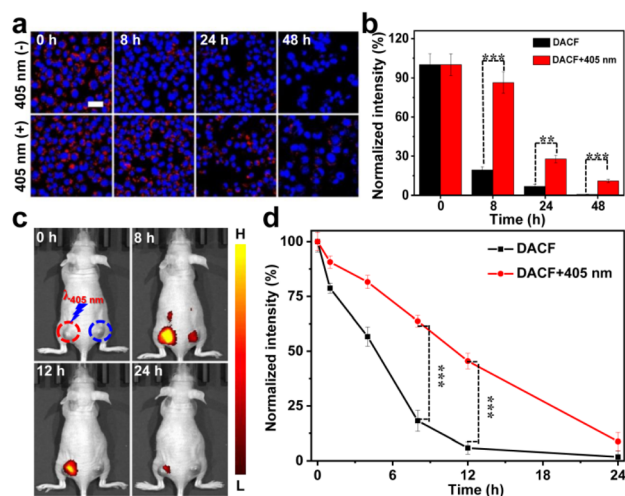 a
405 nm (-)
405 nm (+)
0 h
8 h
24 h
48 h
b
Normalized intensity (%)
120
90
60
30
0
DACF
DACF+405 nm
***
**
***
0
8
24
48
Time (h)
c
0 h
8 h
405 nm
12 h
24 h
H
L
d
Normalized intensity (%)
100
75
50
25
0
DACF
DACF+405 nm
***
***
0
6
12
18
24
Time (h)